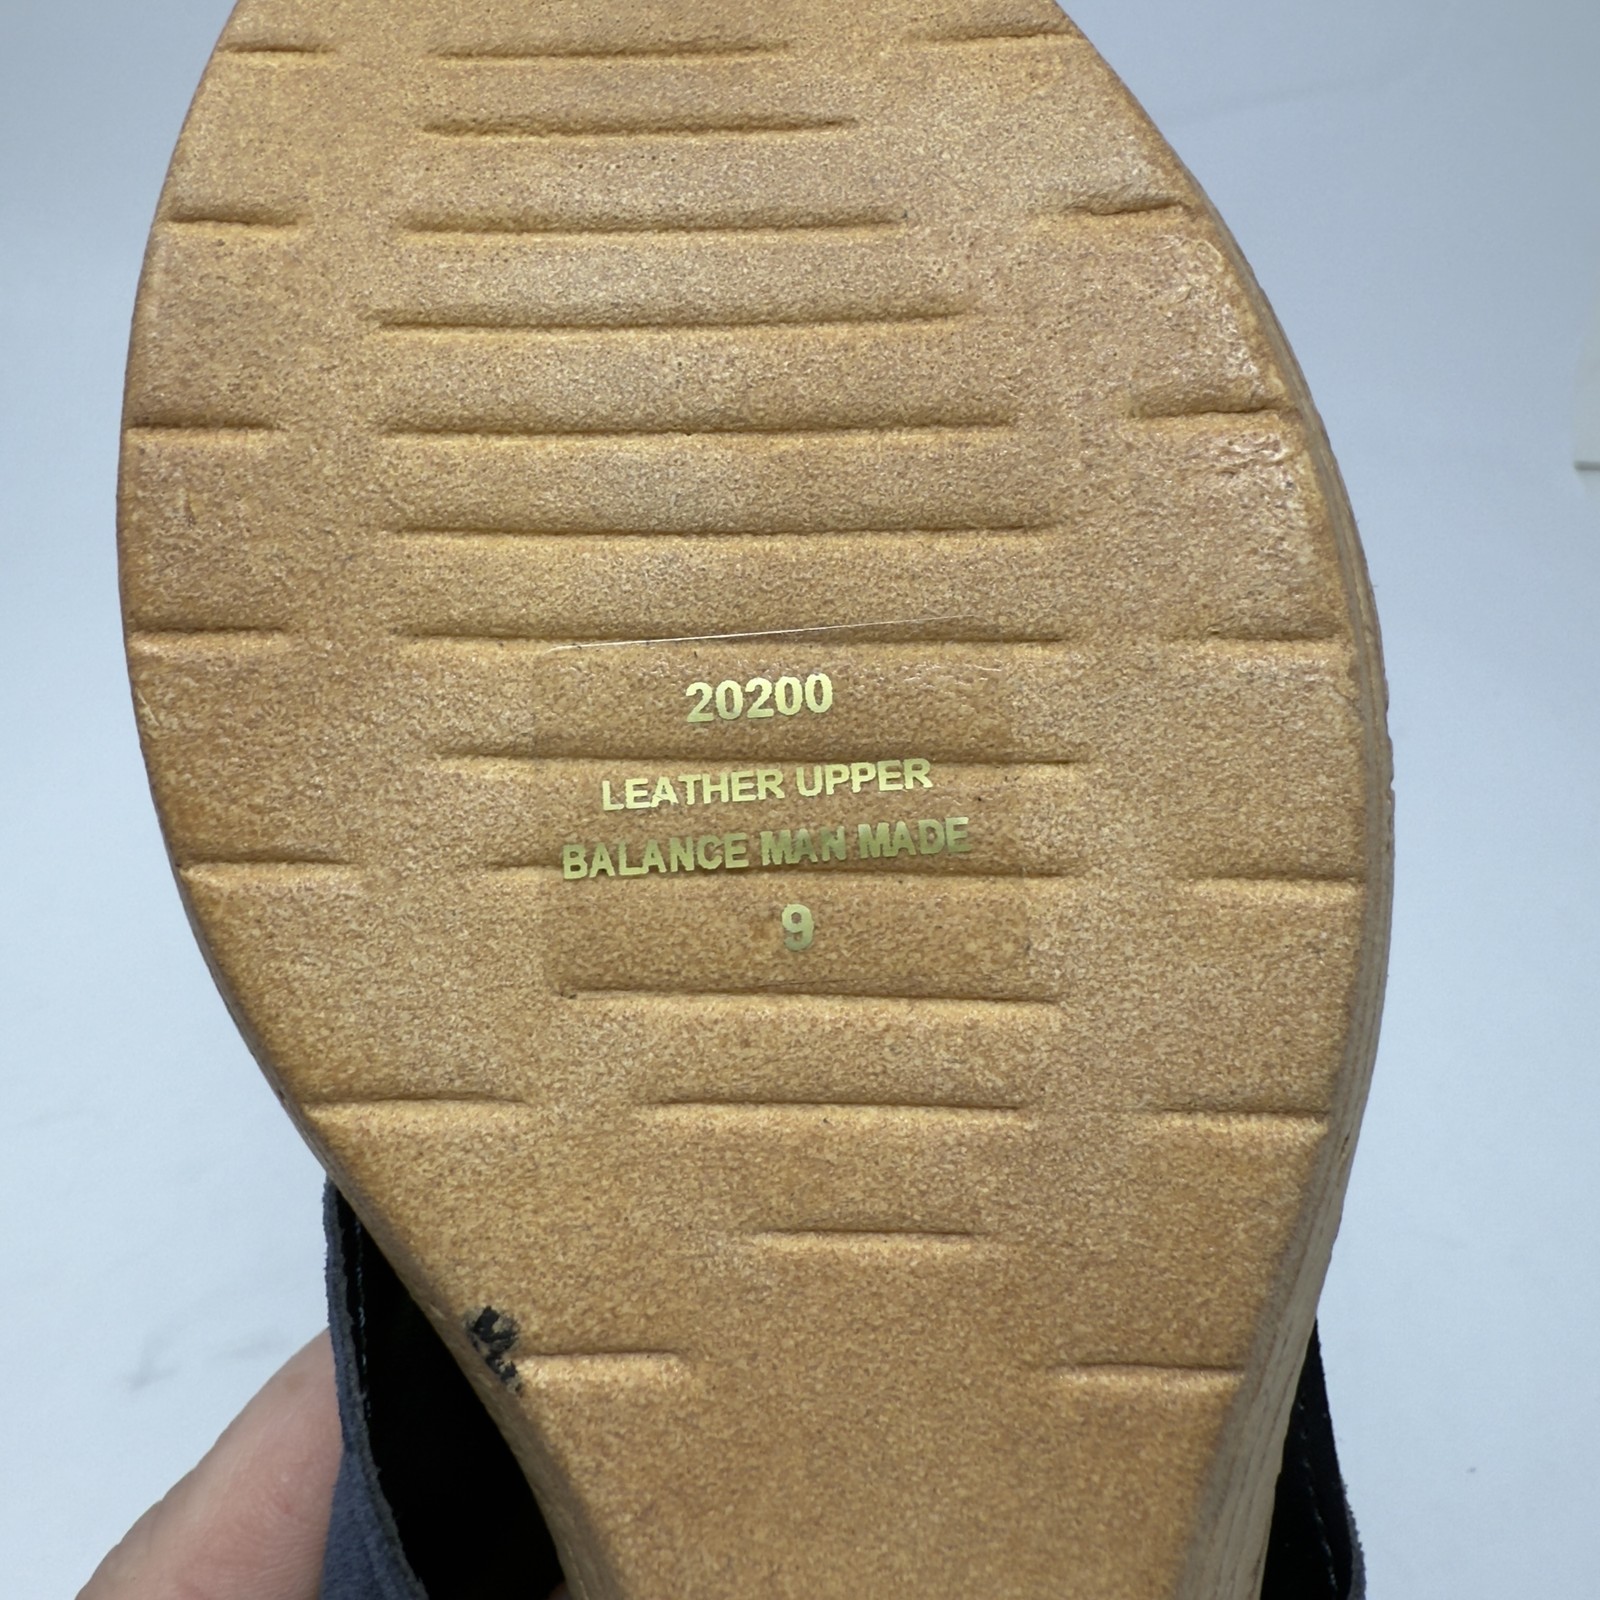 20200
LEATHER UPPER
BALANCE MAN MADE
9